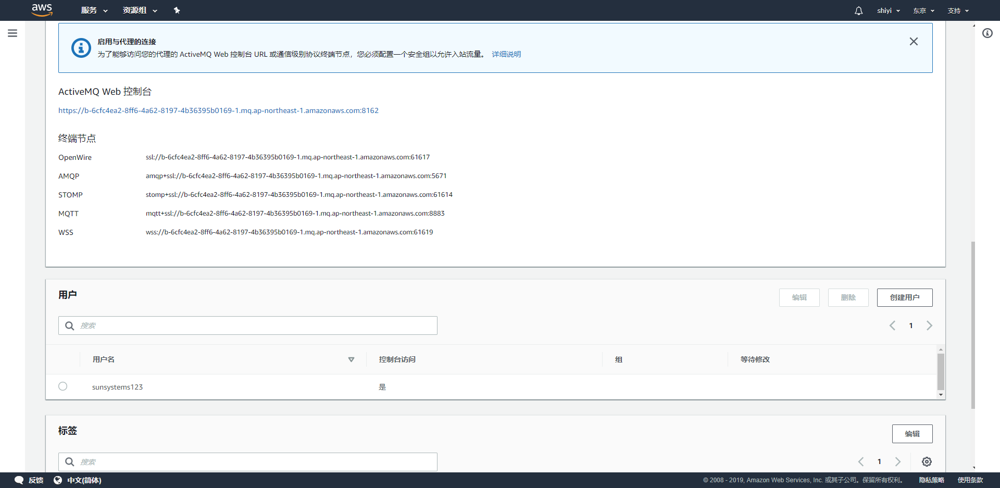 aws 服务 资源组 shiyi 东京 支持
启用与代理的连接
为了能够访问您的代理的 ActiveMQ Web 控制台 URL 或通信级别协议终端节点，您必须配置一个安全组以允许入站流量。 详细说明
ActiveMQ Web 控制台
https://b-6cfc4ea2-8ff6-4a62-8197-4b36395b0169-1.mq.ap-northeast-1.amazonaws.com:8162
终端节点
OpenWire ssl://b-6cfc4ea2-8ff6-4a62-8197-4b36395b0169-1.mq.ap-northeast-1.amazonaws.com:61617
AMQP amqp+ssl://b-6cfc4ea2-8ff6-4a62-8197-4b36395b0169-1.mq.ap-northeast-1.amazonaws.com:5671
STOMP stomp+ssl://b-6cfc4ea2-8ff6-4a62-8197-4b36395b0169-1.mq.ap-northeast-1.amazonaws.com:61614
MQTT mqtt+ssl://b-6cfc4ea2-8ff6-4a62-8197-4b36395b0169-1.mq.ap-northeast-1.amazonaws.com:8883
WSS wss://b-6cfc4ea2-8ff6-4a62-8197-4b36395b0169-1.mq.ap-northeast-1.amazonaws.com:61619
用户 编辑 删除 创建用户
搜索 1
用户名 控制台访问 组 等待修改
sunsystems123 是
标签 编辑
搜索 1
反馈 中文(简体) © 2008 - 2019, Amazon Web Services, Inc. 或其子公司。保留所有权利。 隐私策略 使用条款